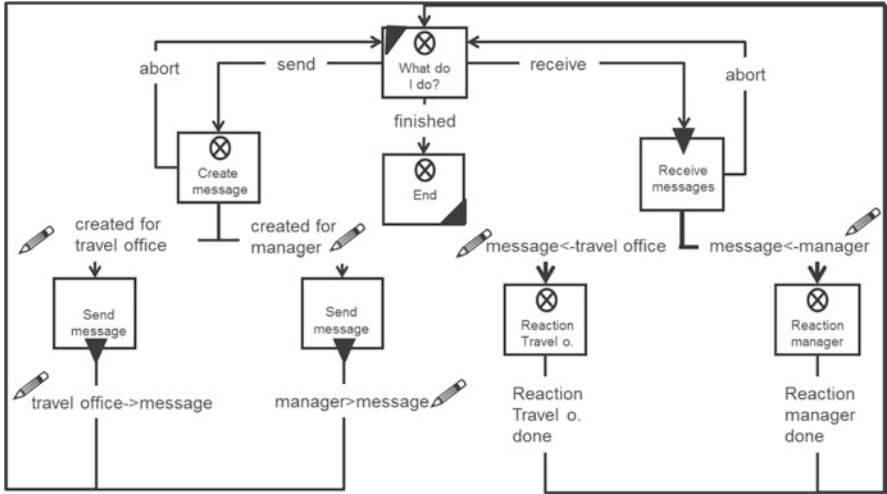 What do
I do?
abort
send
receive
abort
finished
Create
message
End
Receive
messages
created for
travel office
created for
manager
message<-travel office
message<-manager
Send
message
Send
message
Reaction
Travel o.
Reaction
manager
travel office->message
manager>message
Reaction
Travel o.
done
Reaction
manager
done